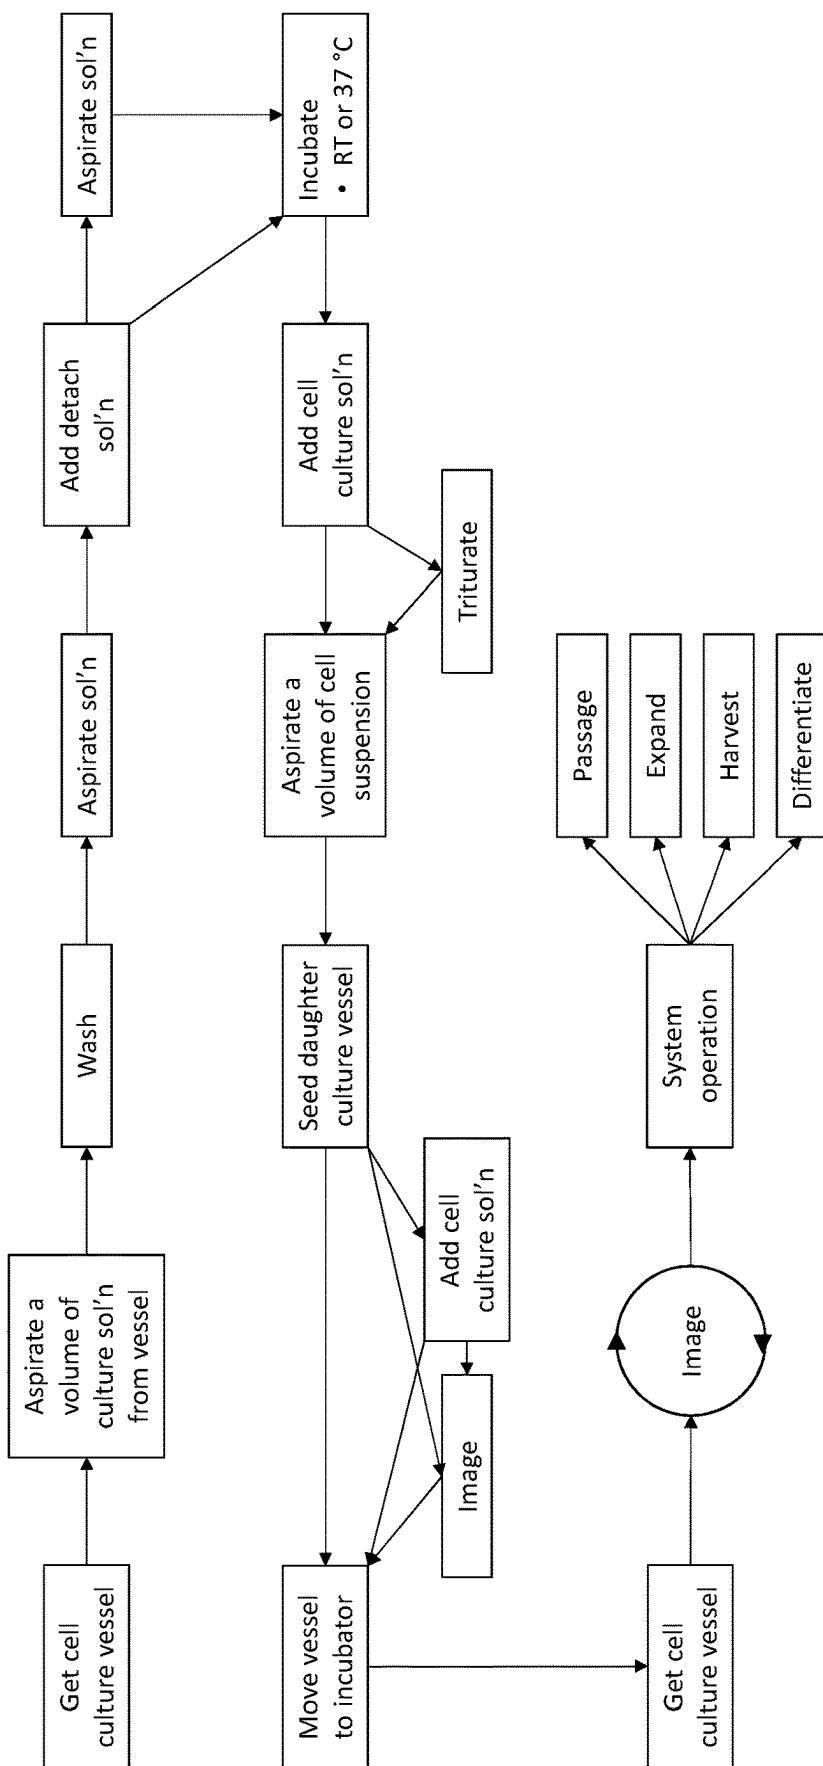 Get cell
culture vessel
Aspirate a
volume of
culture sol'n
from vessel
Wash
Aspirate sol'n
Add detach
sol'n
Aspirate sol'n
Incubate
• RT or 37 °C
Add cell
culture sol'n
Triturate
Aspirate a
volume of cell
suspension
Seed daughter
culture vessel
Add cell
culture sol'n
Image
Move vessel
to incubator
Get cell
culture vessel
Image
System
operation
Passage
Expand
Harvest
Differentiate